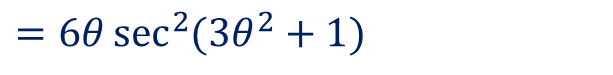 = 6θ sec²(3θ² + 1)